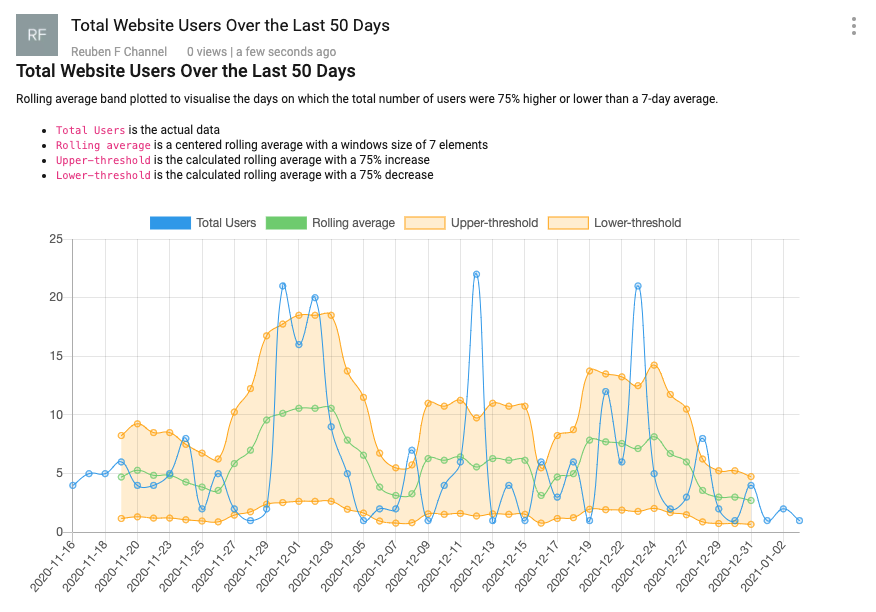 RF
Total Website Users Over the Last 50 Days
Reuben F Channel 0 views | a few seconds ago
Total Website Users Over the Last 50 Days
Rolling average band plotted to visualise the days on which the total number of users were 75% higher or lower than a 7-day average.
Total Users is the actual data
Rolling average is a centered rolling average with a windows size of 7 elements
Upper-threshold is the calculated rolling average with a 75% increase
Lower-threshold is the calculated rolling average with a 75% decrease
Total Users Rolling average Upper-threshold Lower-threshold
25
20
15
10
5
0
2020-11-16
2020-11-18
2020-11-20
2020-11-23
2020-11-25
2020-11-27
2020-11-29
2020-12-01
2020-12-03
2020-12-05
2020-12-07
2020-12-09
2020-12-11
2020-12-13
2020-12-15
2020-12-17
2020-12-19
2020-12-22
2020-12-24
2020-12-27
2020-12-29
2020-12-31
2021-01-02